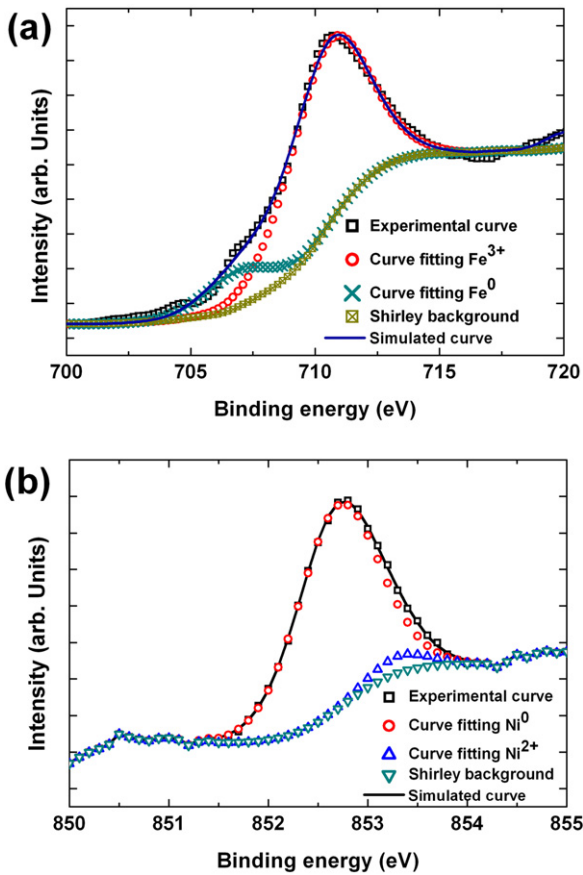 (a)
Intensity (arb. Units)
Experimental curve
Curve fitting Fe3+
Curve fitting Fe0
Shirley background
Simulated curve
700 705 710 715 720
Binding energy (eV)
(b)
Intensity (arb. Units)
Experimental curve
Curve fitting Ni0
Curve fitting Ni2+
Shirley background
Simulated curve
850 851 852 853 854 855
Binding energy (eV)